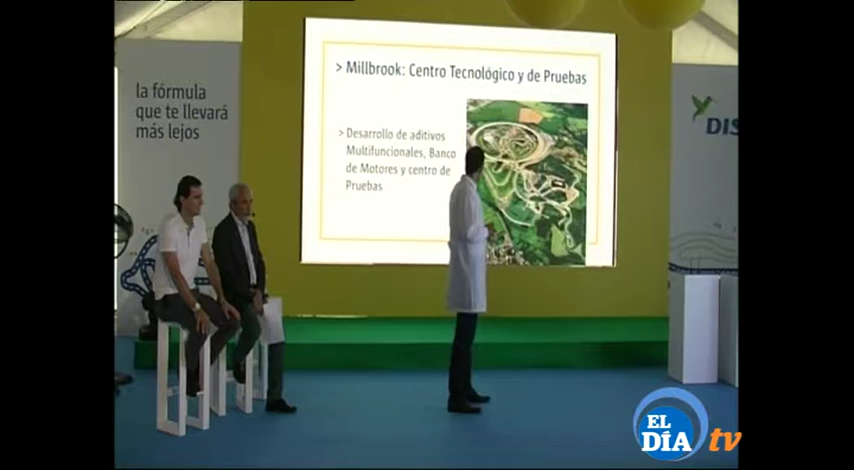 la fórmula
que te llevará
más lejos
> Millbrook: Centro Tecnológico y de Pruebas
> Desarrollo de aditivos
Multifuncionales, Banco
de Motores y centro de
Pruebas
DIS
EL
DÍA tv